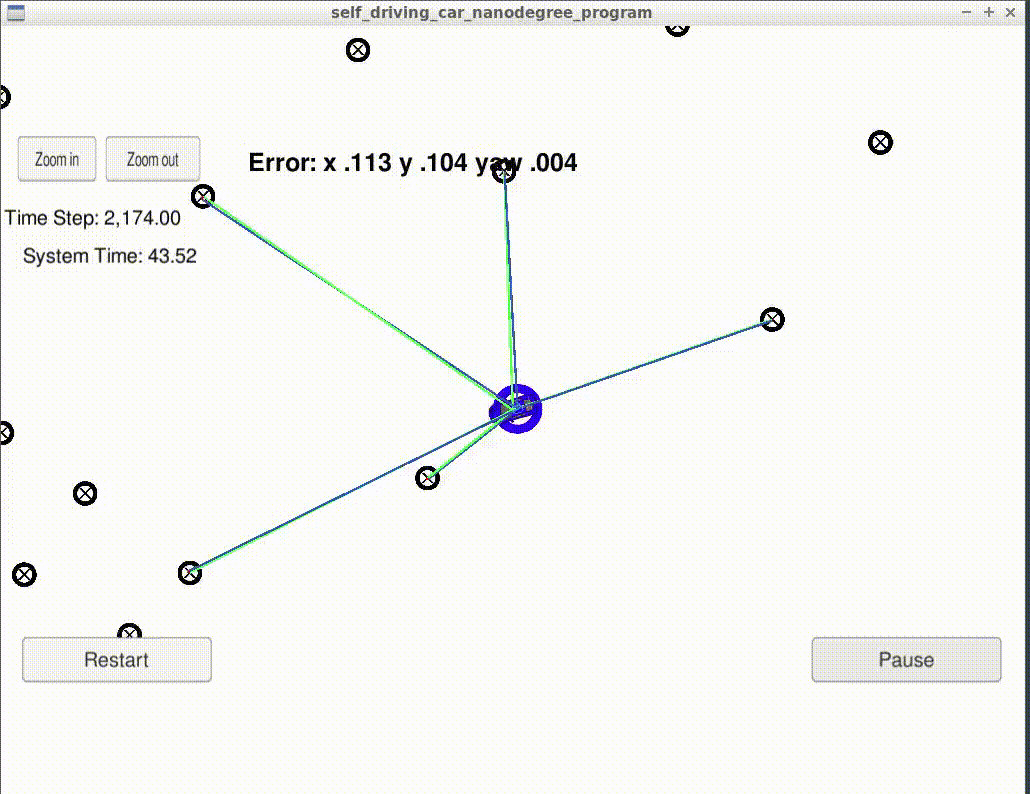 self_driving_car_nanodegree_program
Zoom in
Zoom out
Error: x .113 y .104 yaw .004
Time Step: 2,174.00
System Time: 43.52
Restart
Pause